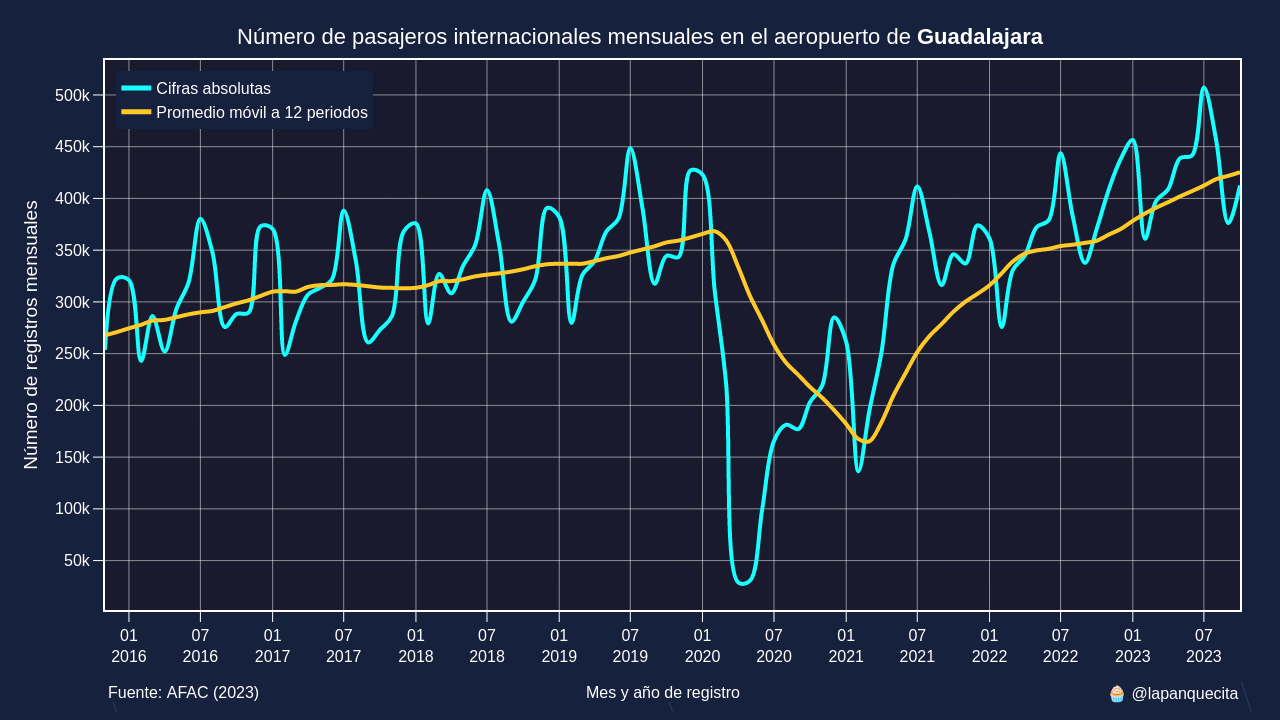 Número de pasajeros internacionales mensuales en el aeropuerto de Guadalajara
Cifras absolutas
Promedio móvil a 12 periodos
Número de registros mensuales
500k
450k
400k
350k
300k
250k
200k
150k
100k
50k
01 07 01 07 01 07 01 07 01 07 01 07 01 07 01 07
2016 2016 2017 2017 2018 2018 2019 2019 2020 2020 2021 2021 2022 2022 2023 2023
Fuente: AFAC (2023) Mes y año de registro 🧁 @lapanquecita